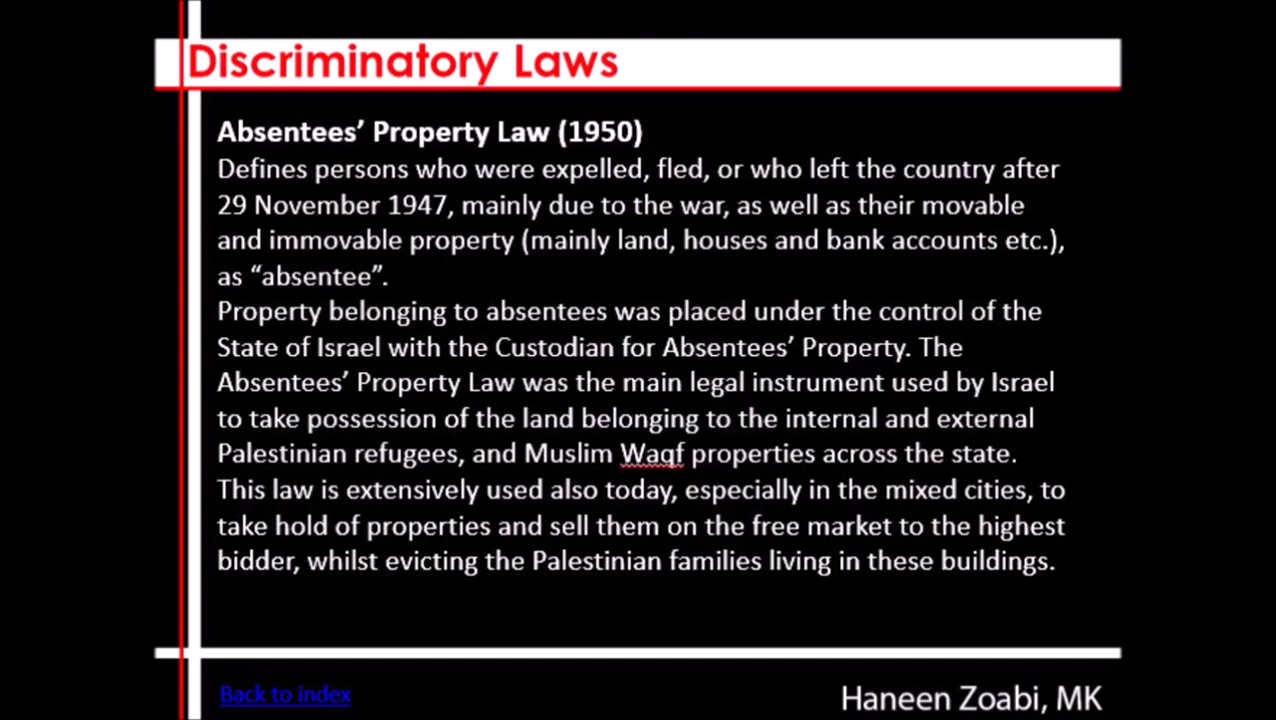 Discriminatory Laws
Absentees’ Property Law (1950)
Defines persons who were expelled, fled, or who left the country after
29 November 1947, mainly due to the war, as well as their movable
and immovable property (mainly land, houses and bank accounts etc.),
as “absentee”.
Property belonging to absentees was placed under the control of the
State of Israel with the Custodian for Absentees’ Property. The
Absentees’ Property Law was the main legal instrument used by Israel
to take possession of the land belonging to the internal and external
Palestinian refugees, and Muslim Waqf properties across the state.
This law is extensively used also today, especially in the mixed cities, to
take hold of properties and sell them on the free market to the highest
bidder, whilst evicting the Palestinian families living in these buildings.
Back to index
Haneen Zoabi, MK